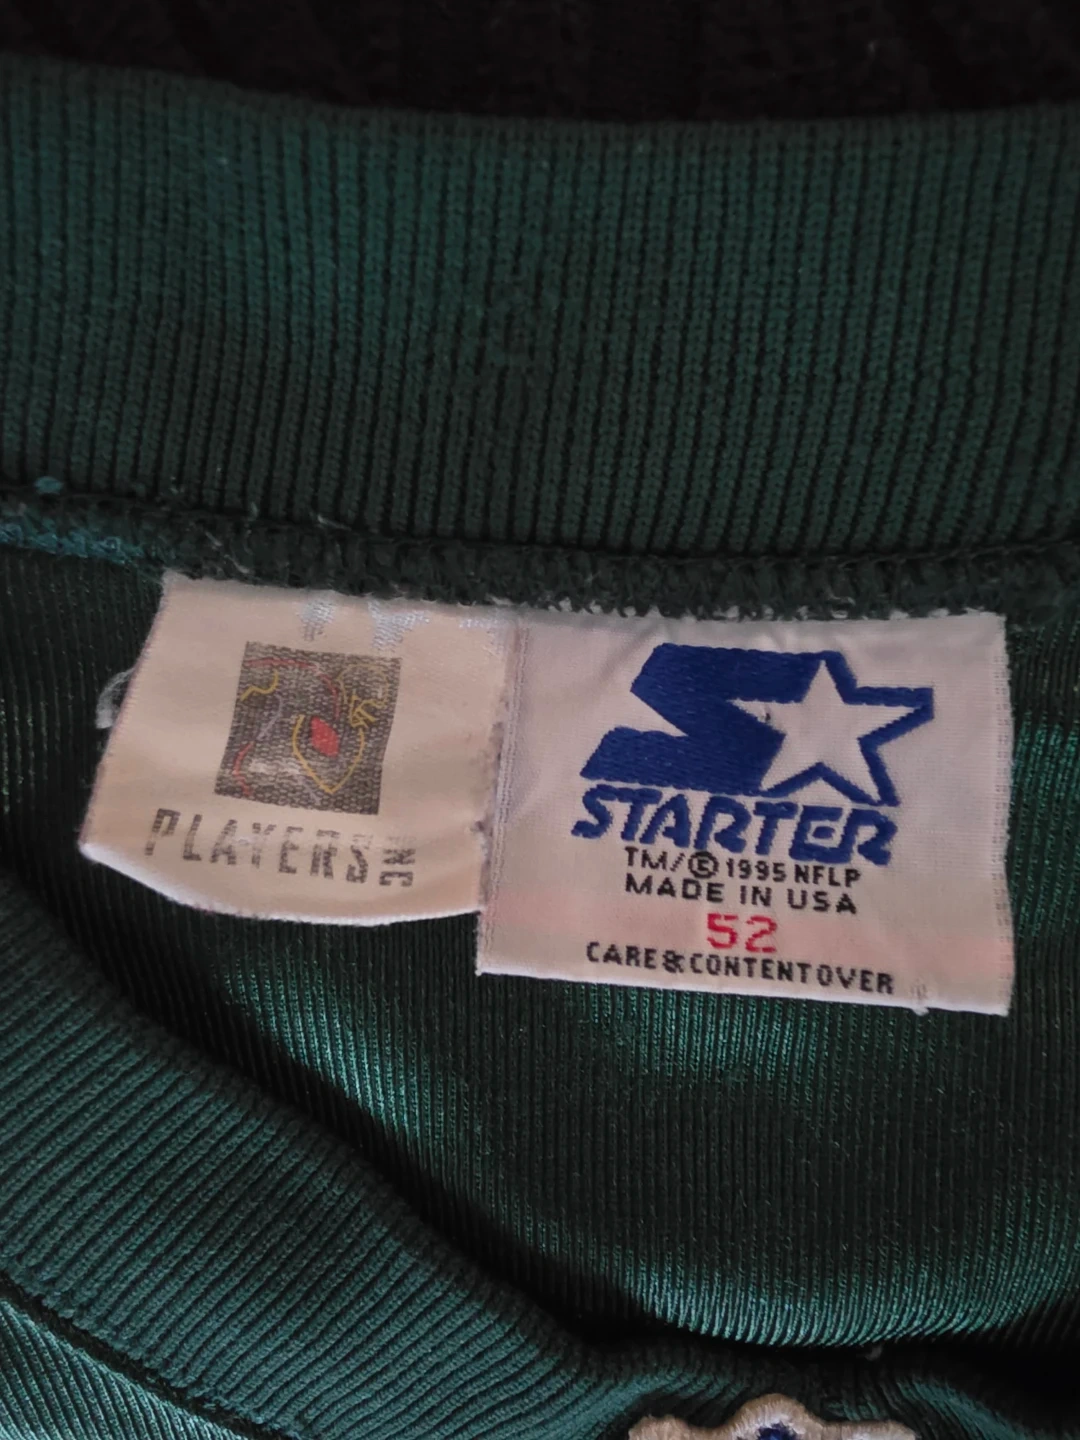 PLAYERS INC
STARTER
TM/© 1995 NFLP
MADE IN USA
52
CARE & CONTENT OVER